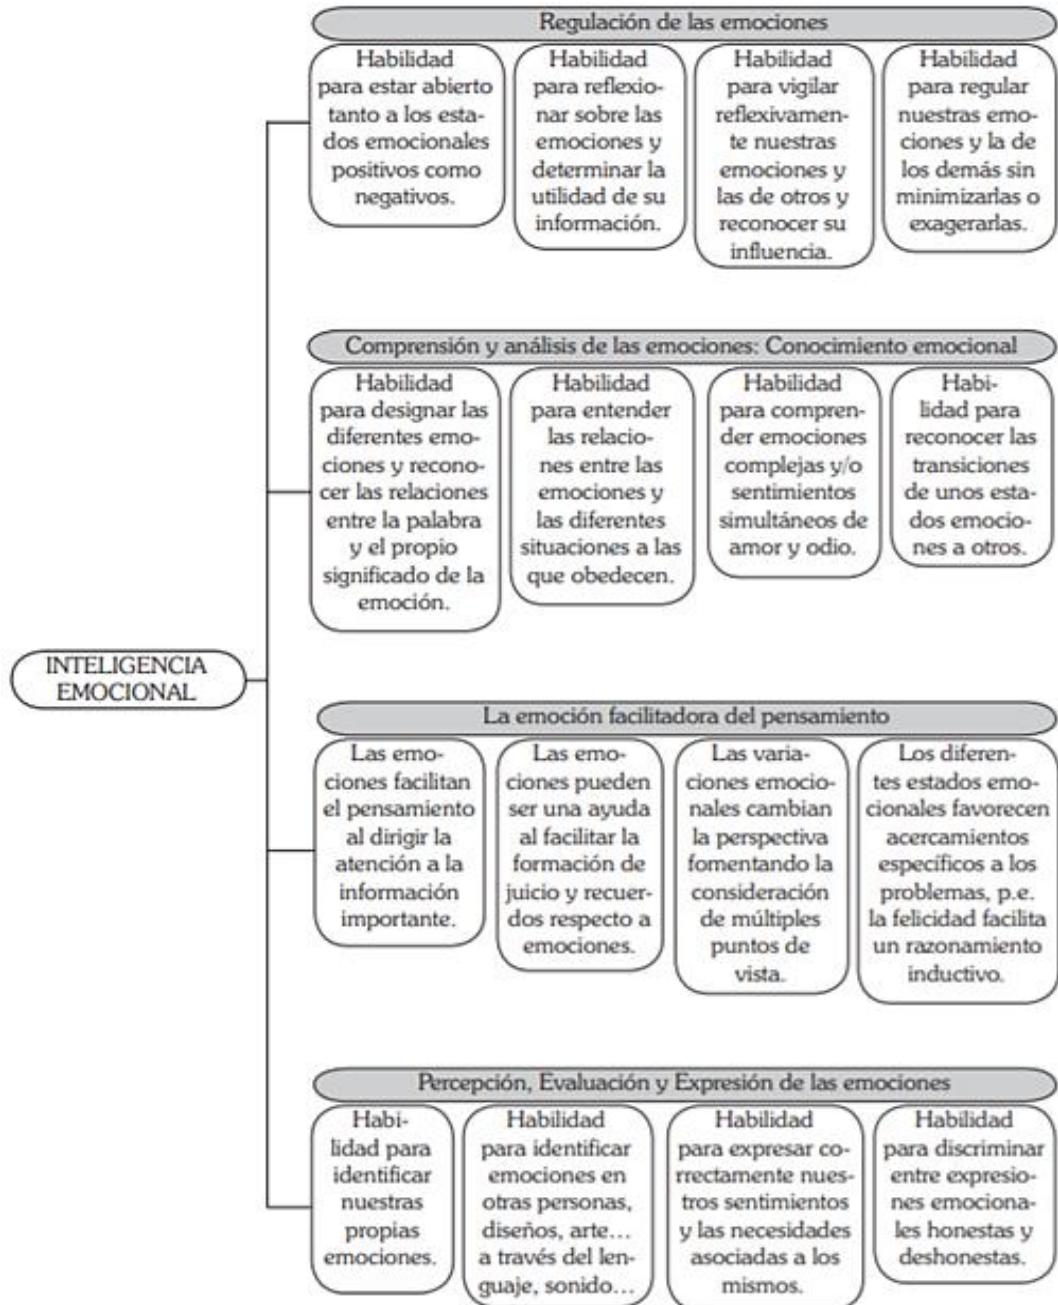 Regulación de las emociones
Habilidad
para estar abierto
tanto a los esta-
dos emocionales
positivos como
negativos.
Habilidad
para reflexio-
nar sobre las
emociones y
determinar la
utilidad de su
información.
Habilidad
para vigilar
reflexivamen-
te nuestras
emociones y
las de otros y
reconocer su
influencia.
Habilidad
para regular
nuestras emo-
ciones y la de
los demás sin
minimizarlas o
exagerarlas.
Comprensión y análisis de las emociones: Conocimiento emocional
Habilidad
para designar las
diferentes emo-
ciones y recono-
cer las relaciones
entre la palabra
y el propio
significado de la
emoción.
Habilidad
para entender
las relacio-
nes entre las
emociones y
las diferentes
situaciones a las
que obedecen.
Habilidad
para compren-
der emociones
complejas y/o
sentimientos
simultáneos de
amor y odio.
Habi-
lidad para
reconocer las
transiciones
de unos esta-
dos emocio-
nes a otros.
INTELIGENCIA
EMOCIONAL
La emoción facilitadora del pensamiento
Las emo-
ciones facilitan
el pensamiento
al dirigir la
atención a la
información
importante.
Las emo-
ciones pueden
ser una ayuda
al facilitar la
formación de
juicio y recuer-
dos respecto a
emociones.
Las varia-
ciones emocio-
nales cambian
la perspectiva
fomentando la
consideración
de múltiples
puntos de
vista.
Los diferen-
tes estados emo-
cionales favorecen
acercamientos
específicos a los
problemas, p.e.
la felicidad facilita
un razonamiento
inductivo.
Percepción, Evaluación y Expresión de las emociones
Habi-
lidad para
identificar
nuestras
propias
emociones.
Habilidad
para identificar
emociones en
otras personas,
diseños, arte…
a través del len-
guaje, sonido…
Habilidad
para expresar co-
rrectamente nues-
tros sentimientos
y las necesidades
asociadas a los
mismos.
Habilidad
para discriminar
entre expresio-
nes emociona-
les honestas y
deshonestas.